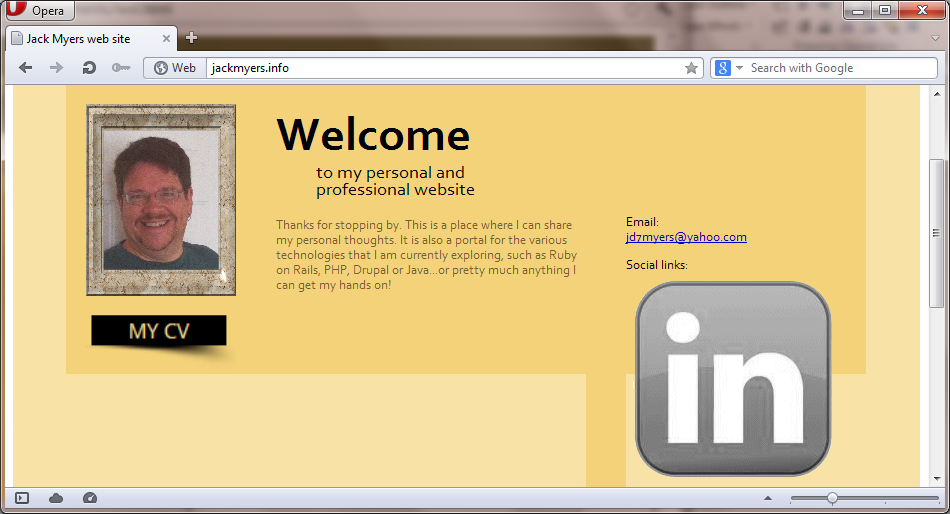 Opera
Jack Myers web site
Web
jackmyers.info
Search with Google
Welcome
to my personal and
professional website
Thanks for stopping by. This is a place where I can share
my personal thoughts. It is also a portal for the various
technologies that I am currently exploring, such as Ruby
on Rails, PHP, Drupal or Java...or pretty much anything I
can get my hands on!
MY CV
Email:
jd7myers@yahoo.com
Social links:
in